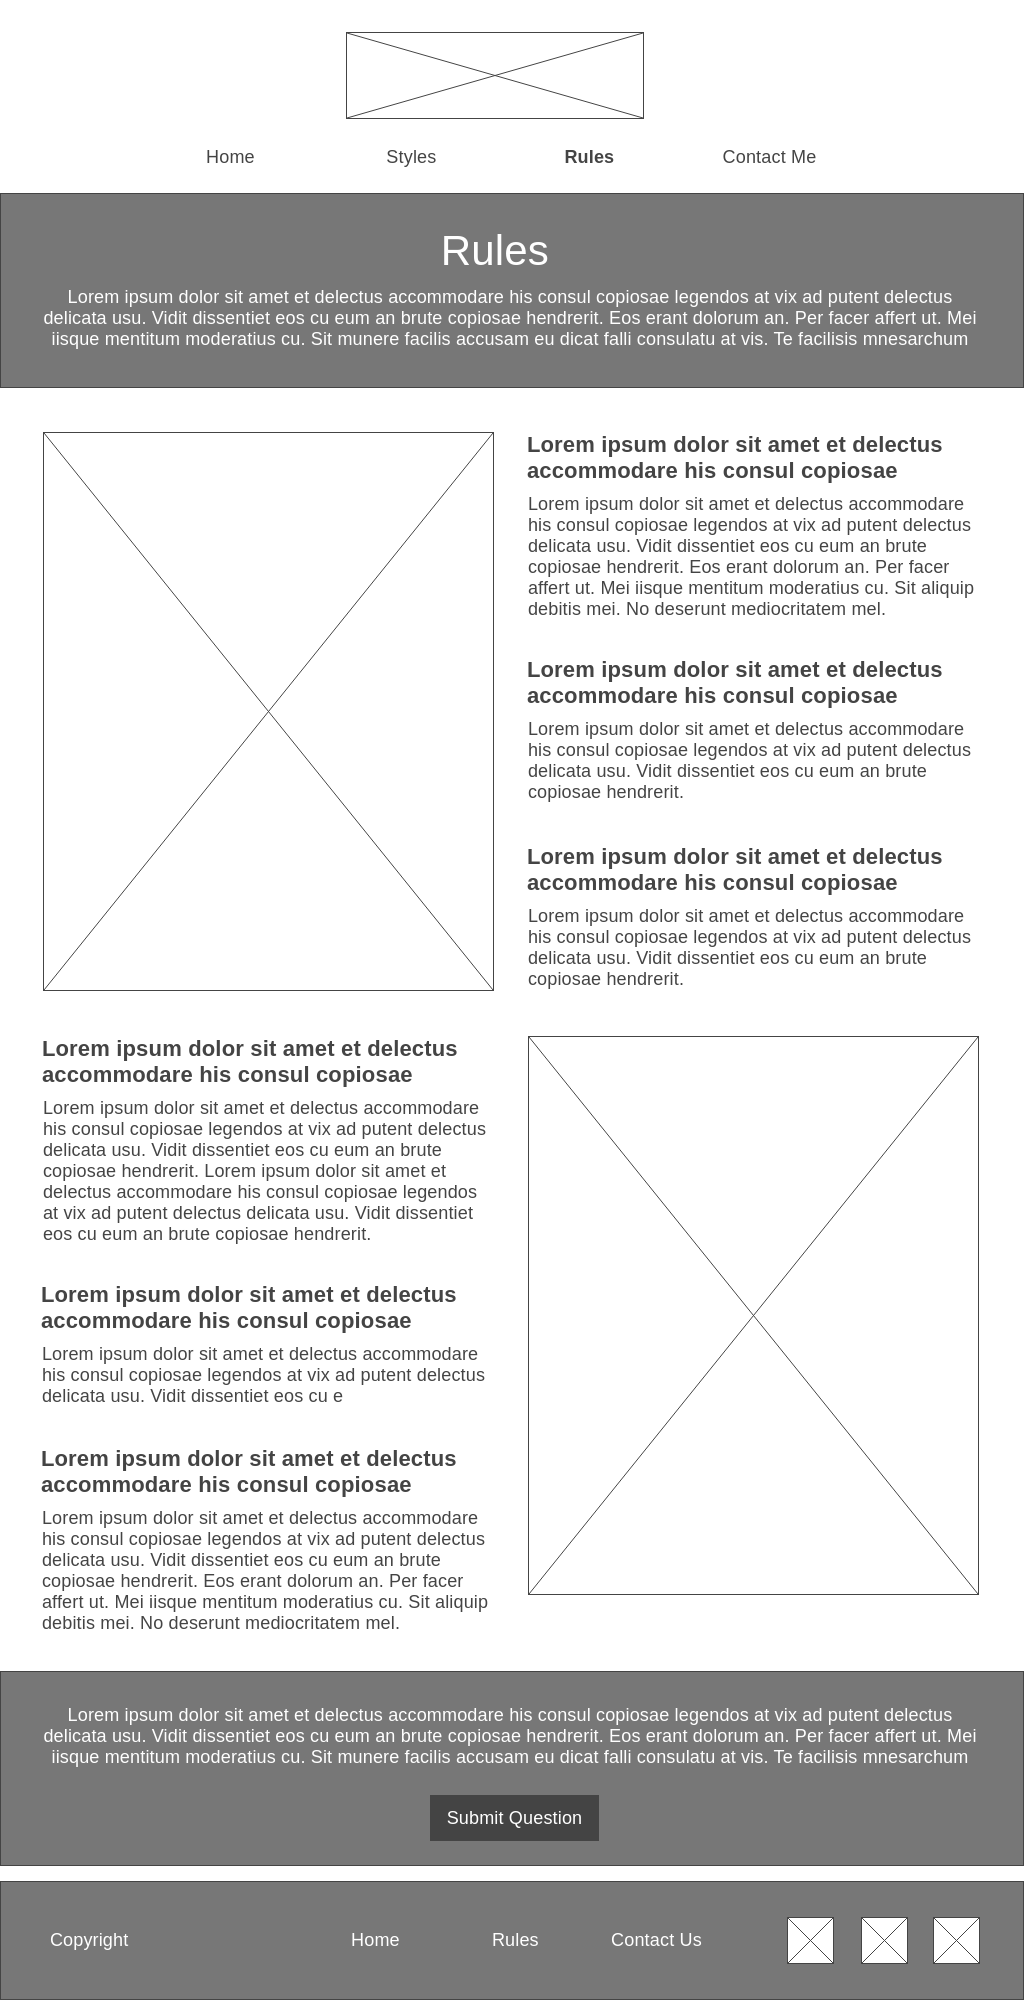 Home Styles Rules Contact Me
Rules
Lorem ipsum dolor sit amet et delectus accommodare his consul copiosae legendos at vix ad putent delectus
delicata usu. Vidit dissentiet eos cu eum an brute copiosae hendrerit. Eos erant dolorum an. Per facer affert ut. Mei
iisque mentitum moderatius cu. Sit munere facilis accusam eu dicat falli consulatu at vis. Te facilisis mnesarchum
Lorem ipsum dolor sit amet et delectus
accommodare his consul copiosae
Lorem ipsum dolor sit amet et delectus accommodare
his consul copiosae legendos at vix ad putent delectus
delicata usu. Vidit dissentiet eos cu eum an brute
copiosae hendrerit. Eos erant dolorum an. Per facer
affert ut. Mei iisque mentitum moderatius cu. Sit aliquip
debitis mei. No deserunt mediocritatem mel.
Lorem ipsum dolor sit amet et delectus
accommodare his consul copiosae
Lorem ipsum dolor sit amet et delectus accommodare
his consul copiosae legendos at vix ad putent delectus
delicata usu. Vidit dissentiet eos cu eum an brute
copiosae hendrerit.
Lorem ipsum dolor sit amet et delectus
accommodare his consul copiosae
Lorem ipsum dolor sit amet et delectus accommodare
his consul copiosae legendos at vix ad putent delectus
delicata usu. Vidit dissentiet eos cu eum an brute
copiosae hendrerit.
Lorem ipsum dolor sit amet et delectus
accommodare his consul copiosae
Lorem ipsum dolor sit amet et delectus accommodare
his consul copiosae legendos at vix ad putent delectus
delicata usu. Vidit dissentiet eos cu eum an brute
copiosae hendrerit. Lorem ipsum dolor sit amet et
delectus accommodare his consul copiosae legendos
at vix ad putent delectus delicata usu. Vidit dissentiet
eos cu eum an brute copiosae hendrerit.
Lorem ipsum dolor sit amet et delectus
accommodare his consul copiosae
Lorem ipsum dolor sit amet et delectus accommodare
his consul copiosae legendos at vix ad putent delectus
delicata usu. Vidit dissentiet eos cu e
Lorem ipsum dolor sit amet et delectus
accommodare his consul copiosae
Lorem ipsum dolor sit amet et delectus accommodare
his consul copiosae legendos at vix ad putent delectus
delicata usu. Vidit dissentiet eos cu eum an brute
copiosae hendrerit. Eos erant dolorum an. Per facer
affert ut. Mei iisque mentitum moderatius cu. Sit aliquip
debitis mei. No deserunt mediocritatem mel.
Lorem ipsum dolor sit amet et delectus accommodare his consul copiosae legendos at vix ad putent delectus
delicata usu. Vidit dissentiet eos cu eum an brute copiosae hendrerit. Eos erant dolorum an. Per facer affert ut. Mei
iisque mentitum moderatius cu. Sit munere facilis accusam eu dicat falli consulatu at vis. Te facilisis mnesarchum
Submit Question
Copyright Home Rules Contact Us